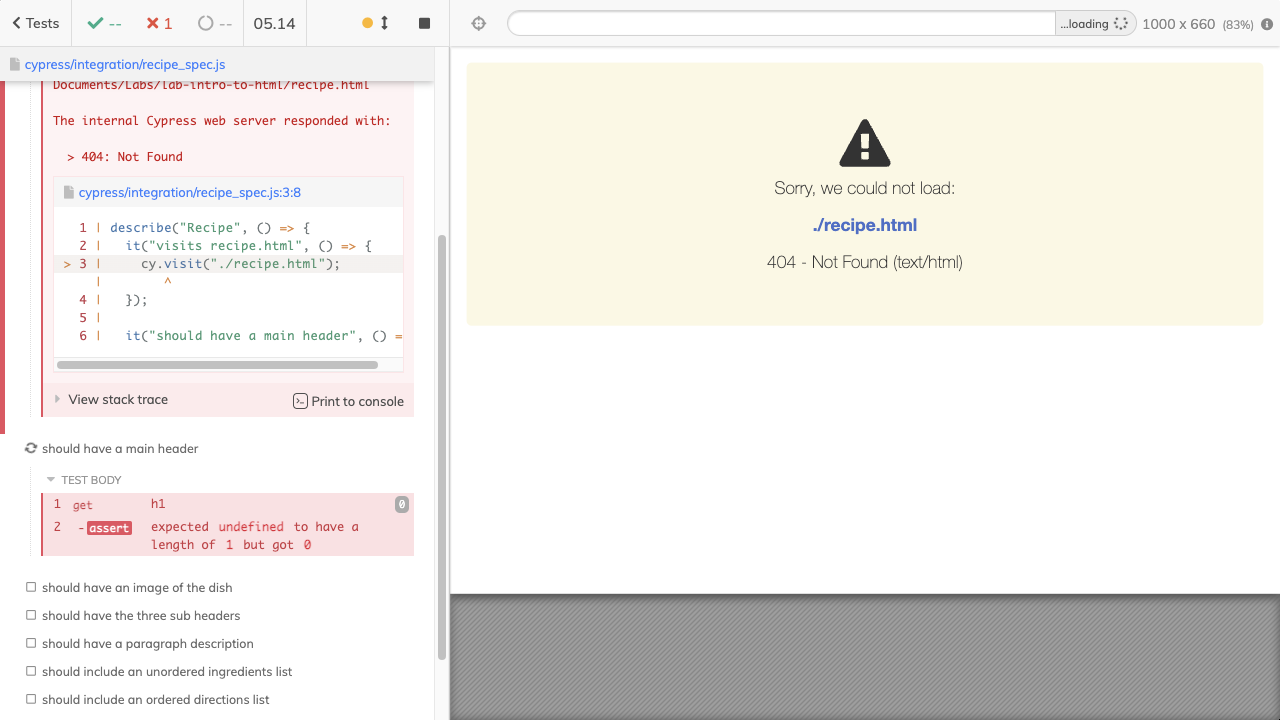 Tests
--
1
--
05.14
...loading
1000 x 660 (83%)
cypress/integration/recipe_spec.js
Documents/Labs/lab-intro-to-html/recipe.html
The internal Cypress web server responded with:
> 404: Not Found
cypress/integration/recipe_spec.js:3:8
1 | describe("Recipe", () => {
2 |   it("visits recipe.html", () => {
> 3 |     cy.visit("./recipe.html");
|        ^
4 |   });
5 |
6 |   it("should have a main header", () =
View stack trace
Print to console
should have a main header
TEST BODY
1 get h1 0
2 -assert expected undefined to have a
length of 1 but got 0
should have an image of the dish
should have the three sub headers
should have a paragraph description
should include an unordered ingredients list
should include an ordered directions list
Sorry, we could not load:
./recipe.html
404 - Not Found (text/html)